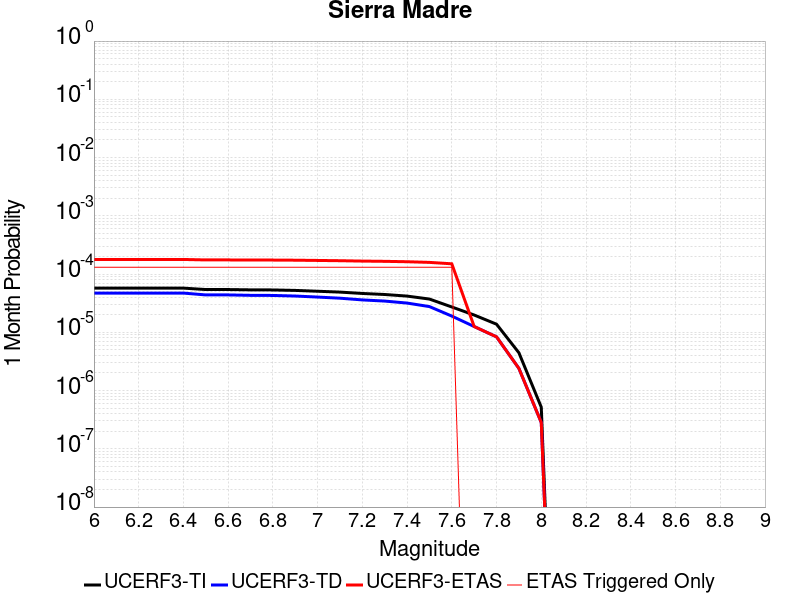 Sierra Madre
10 0
10 -1
10 -2
10 -3
10 -4
10 -5
10 -6
10 -7
10 -8
1 Month Probability
6 6.2 6.4 6.6 6.8 7 7.2 7.4 7.6 7.8 8 8.2 8.4 8.6 8.8 9
Magnitude
UCERF3-TI UCERF3-TD UCERF3-ETAS ETAS Triggered Only